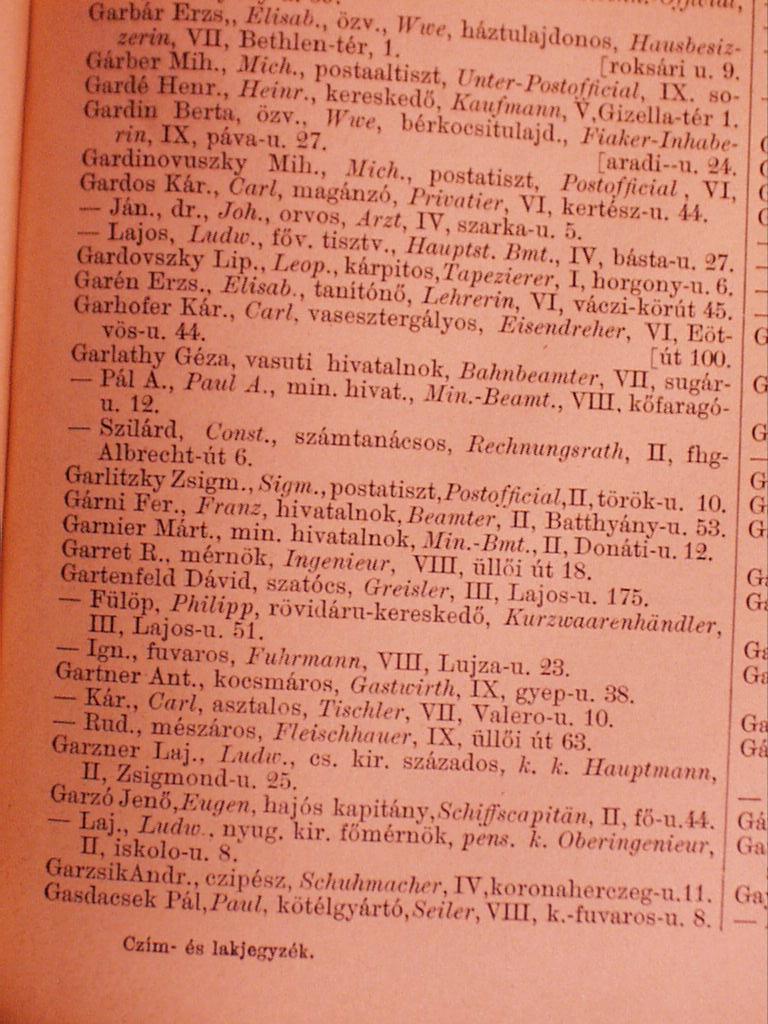 Garbár Erzs,, Elisab., özv., Wwe, háztulajdonos, Hausbesiz-
zerin, VII, Bethlen-tér, 1. [roksári u. 9.
Gárber Mih., Mich., postaaltiszt, Unter-Postofficial, IX. so-
Gardé Henr., Heinr., kereskedő, Kaufmann, V, Gizella-tér 1.
Gardin Berta, özv., Wwe, bérkocsitulajd., Fiaker-Inhabe-
rin, IX, páva-u. 27. [aradi--u. 24.
Gardinovuszky Mih., Mich., postatiszt, Postofficial, VI,
Gardos Kár., Carl, magánzó, Privatier, VI, kertész-u. 44.
— Ján., dr., Joh., orvos, Arzt, IV, szarka-u. 5.
— Lajos, Ludw., főv. tisztv., Hauptst. Bmt., IV, básta-u. 27.
Gardovszky Lip., Leop., kárpitos, Tapezierer, I, horgony-u. 6.
Garén Erzs., Elisab., tanítónő, Lehrerin, VI, váczi-körút 45.
Garhofer Kár., Carl, vasesztergályos, Eisendreher, VI, Eöt-
vös-u. 44. [út 100.
Garlathy Géza, vasuti hivatalnok, Bahnbeamter, VII, sugár-
— Pál A., Paul A., min. hivat., Min.-Beamt., VIII, kőfaragó-
u. 12.
— Szilárd, Const., számtanácsos, Rechnungsrath, II, fhg-
Albrecht-út 6.
Garlitzky Zsigm., Sigm., postatiszt, Postofficial, II, török-u. 10.
Gárni Fer., Franz, hivatalnok, Beamter, II, Batthyány-u. 53.
Garnier Márt., min. hivatalnok, Min.-Bmt., II, Donáti-u. 12.
Garret R., mérnök, Ingenieur, VIII, üllői út 18.
Gartenfeld Dávid, szatócs, Greisler, III, Lajos-u. 175.
— Fülöp, Philipp, rövidáru-kereskedő, Kurzwaarenhändler,
III, Lajos-u. 51.
— Ign., fuvaros, Fuhrmann, VIII, Lujza-u. 23.
Gartner Ant., kocsmáros, Gastwirth, IX, gyep-u. 38.
— Kár., Carl, asztalos, Tischler, VII, Valero-u. 10.
— Rud., mészáros, Fleischhauer, IX, üllői út 63.
Garzner Laj., Ludw., cs. kir. százados, k. k. Hauptmann,
II, Zsigmond-u. 25.
Garzó Jenő, Eugen, hajós kapitány, Schiffscapitän, II, fő-u. 44.
— Laj., Ludw., nyug. kir. főmérnök, pens. k. Oberingenieur,
II, iskolo-u. 8.
Garzsik Andr., czipész, Schuhmacher, IV, koronaherczeg-u. 11.
Gasdacsek Pál, Paul, kötélgyártó, Seiler, VIII, k.-fuvaros-u. 8.
Czím- és lakjegyzék.